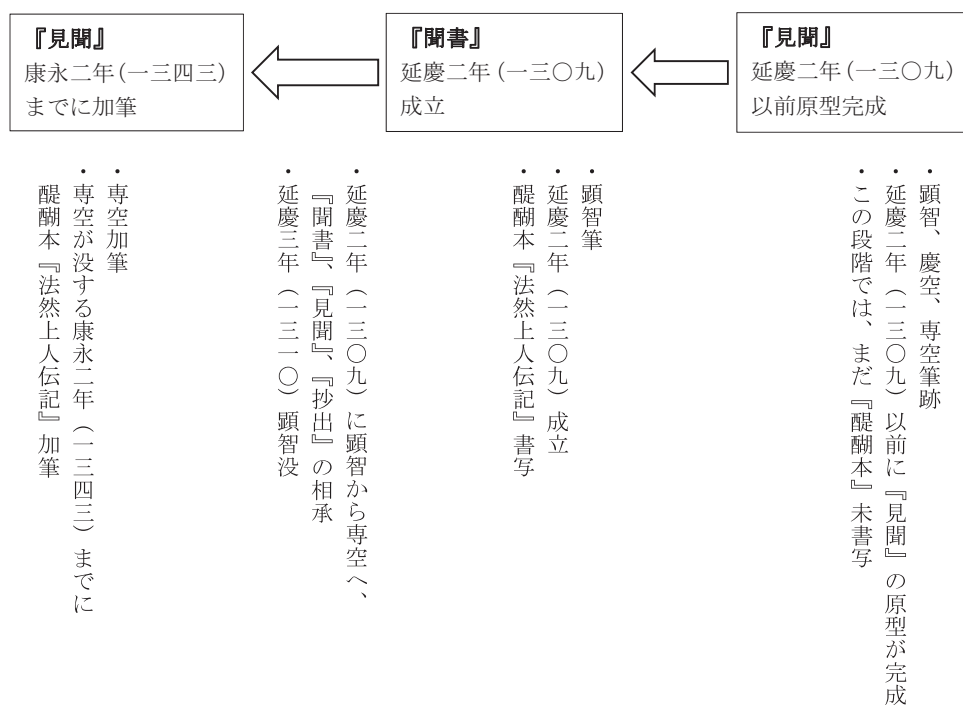 『見聞』
延慶二年(一三〇九)
以前原型完成
『聞書』
延慶二年(一三〇九)
成立
『見聞』
康永二年(一三四三)
までに加筆
・顕智、慶空、専空筆跡
・延慶二年（一三〇九）以前に『見聞』の原型が完成
・この段階では、まだ『醍醐本』未書写
・顕智筆
・延慶二年（一三〇九）成立
・醍醐本『法然上人伝記』書写
・延慶二年（一三〇九）に顕智から専空へ、
『聞書』、『見聞』、『抄出』の相承
・延慶三年（一三一〇）顕智没
・専空加筆
・専空が没する康永二年（一三四三）までに
醍醐本『法然上人伝記』加筆